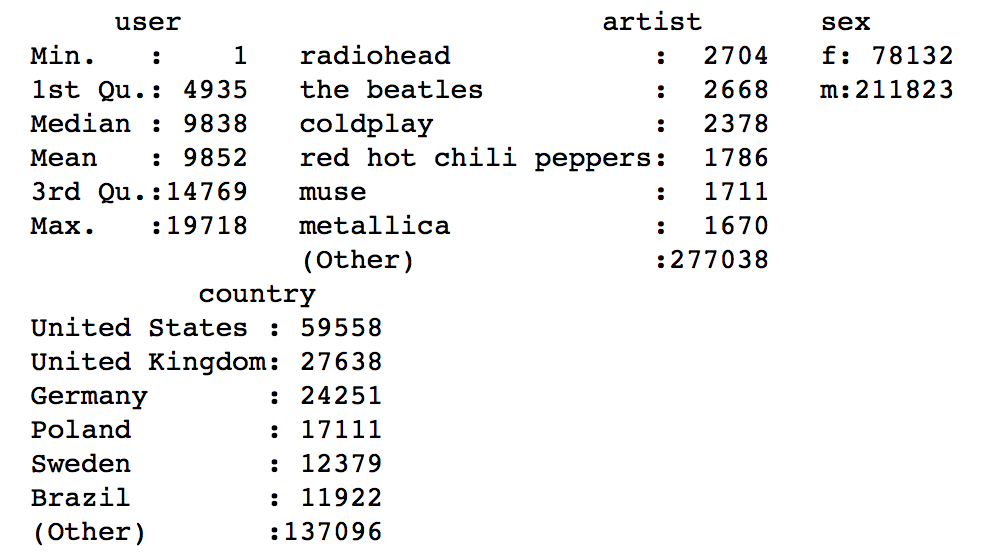 user                         artist       sex
Min.   :    1   radiohead            :  2704   f: 78132
1st Qu.: 4935   the beatles          :  2668   m:211823
Median : 9838   coldplay             :  2378
Mean   : 9852   red hot chili peppers:  1786
3rd Qu.:14769   muse                 :  1711
Max.   :19718   metallica            :  1670
                (Other)              :277038
          country
United States : 59558
United Kingdom: 27638
Germany       : 24251
Poland        : 17111
Sweden        : 12379
Brazil        : 11922
(Other)       :137096